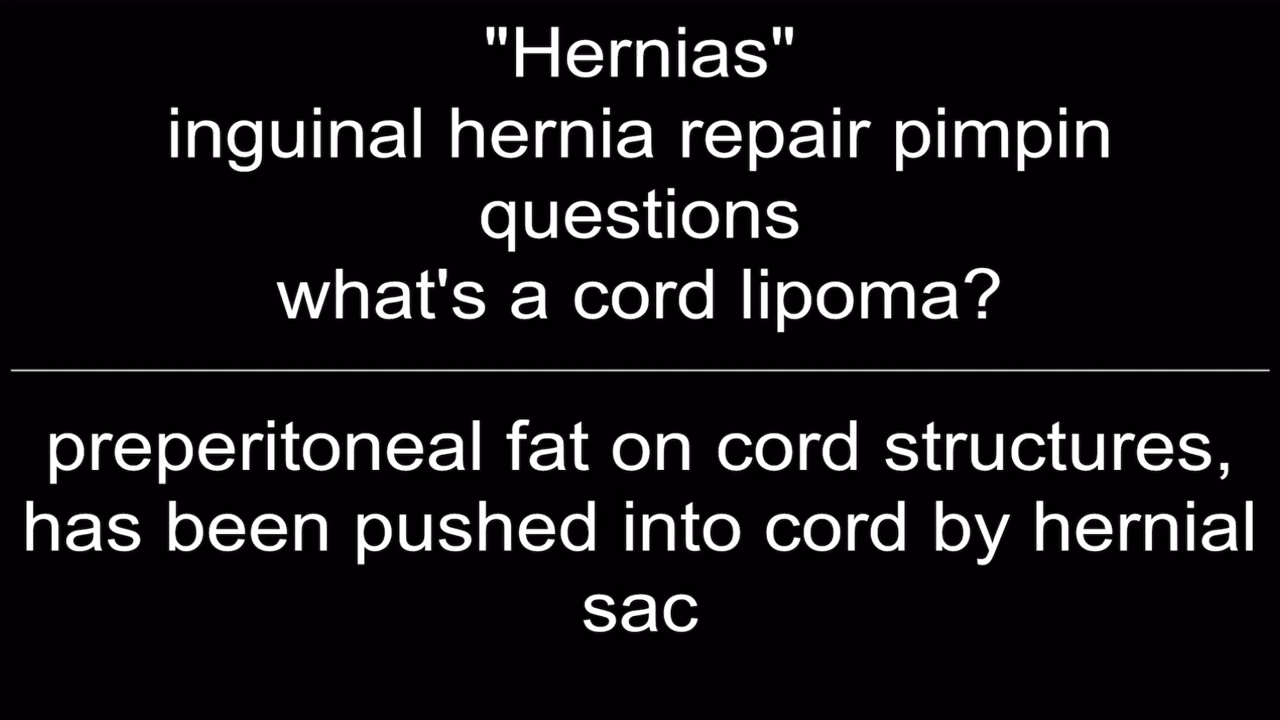 "Hernias"
inguinal hernia repair pimpin
questions
what's a cord lipoma?
preperitoneal fat on cord structures,
has been pushed into cord by hernial
sac